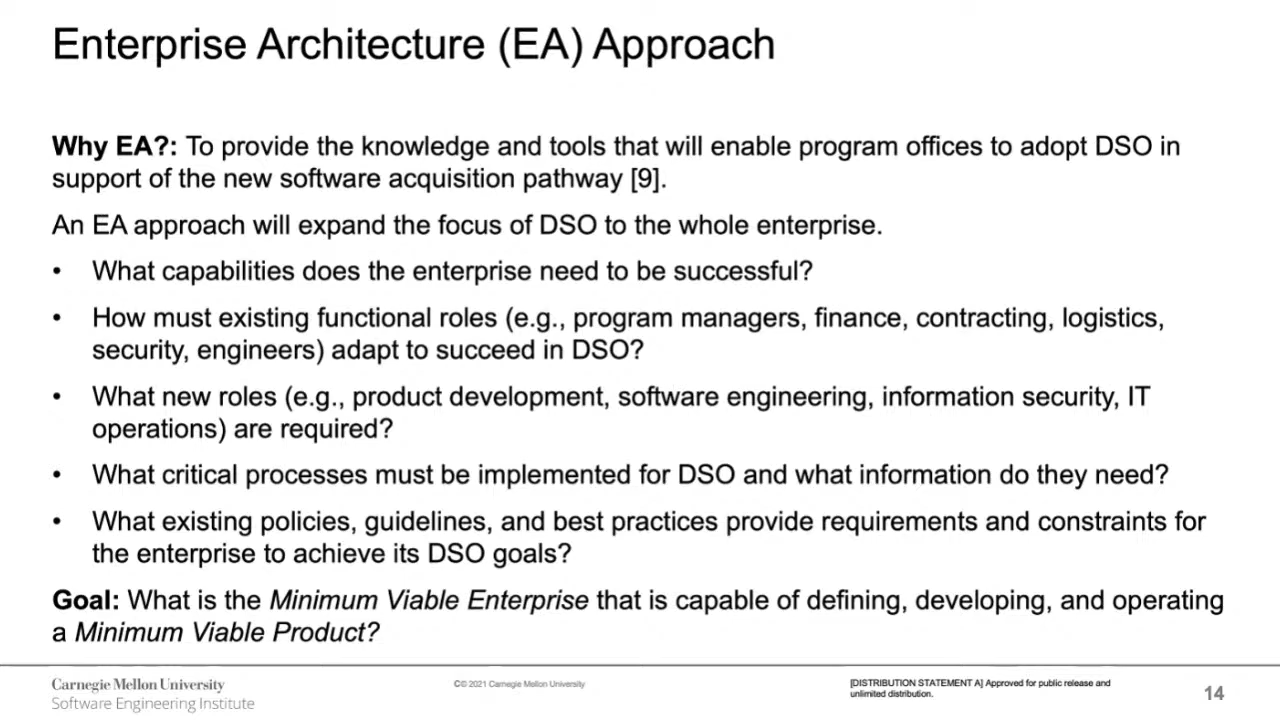 Enterprise Architecture (EA) Approach
Why EA?: To provide the knowledge and tools that will enable program offices to adopt DSO in
support of the new software acquisition pathway [9].
An EA approach will expand the focus of DSO to the whole enterprise.
• What capabilities does the enterprise need to be successful?
• How must existing functional roles (e.g., program managers, finance, contracting, logistics,
security, engineers) adapt to succeed in DSO?
• What new roles (e.g., product development, software engineering, information security, IT
operations) are required?
• What critical processes must be implemented for DSO and what information do they need?
• What existing policies, guidelines, and best practices provide requirements and constraints for
the enterprise to achieve its DSO goals?
Goal: What is the Minimum Viable Enterprise that is capable of defining, developing, and operating
a Minimum Viable Product?
Carnegie Mellon University
Software Engineering Institute
©© 2021 Carnegie Mellon University
[DISTRIBUTION STATEMENT A] Approved for public release and
unlimited distribution.
14